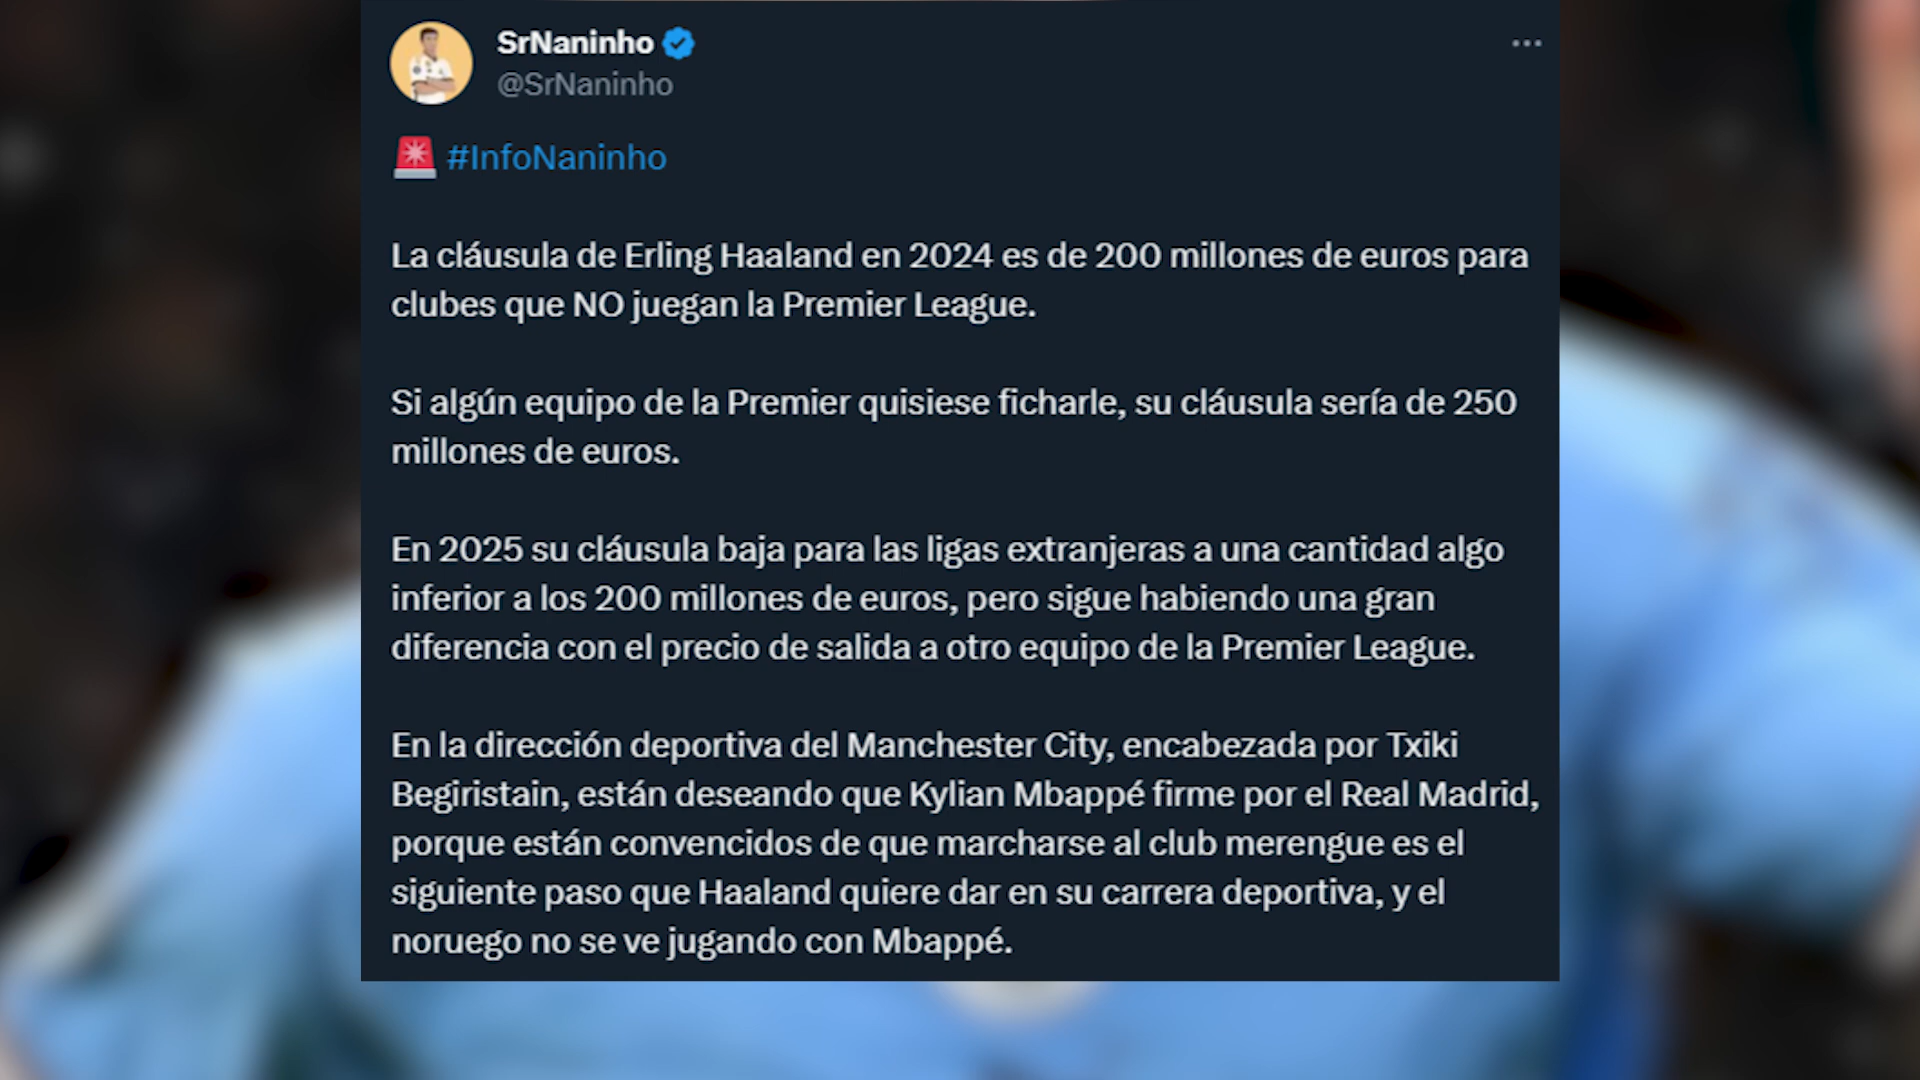 SrNaninho
@SrNaninho
#InfoNaninho
La cláusula de Erling Haaland en 2024 es de 200 millones de euros para
clubes que NO juegan la Premier League.
Si algún equipo de la Premier quisiese ficharle, su cláusula sería de 250
millones de euros.
En 2025 su cláusula baja para las ligas extranjeras a una cantidad algo
inferior a los 200 millones de euros, pero sigue habiendo una gran
diferencia con el precio de salida a otro equipo de la Premier League.
En la dirección deportiva del Manchester City, encabezada por Txiki
Begiristain, están deseando que Kylian Mbappé firme por el Real Madrid,
porque están convencidos de que marcharse al club merengue es el
siguiente paso que Haaland quiere dar en su carrera deportiva, y el
noruego no se ve jugando con Mbappé.